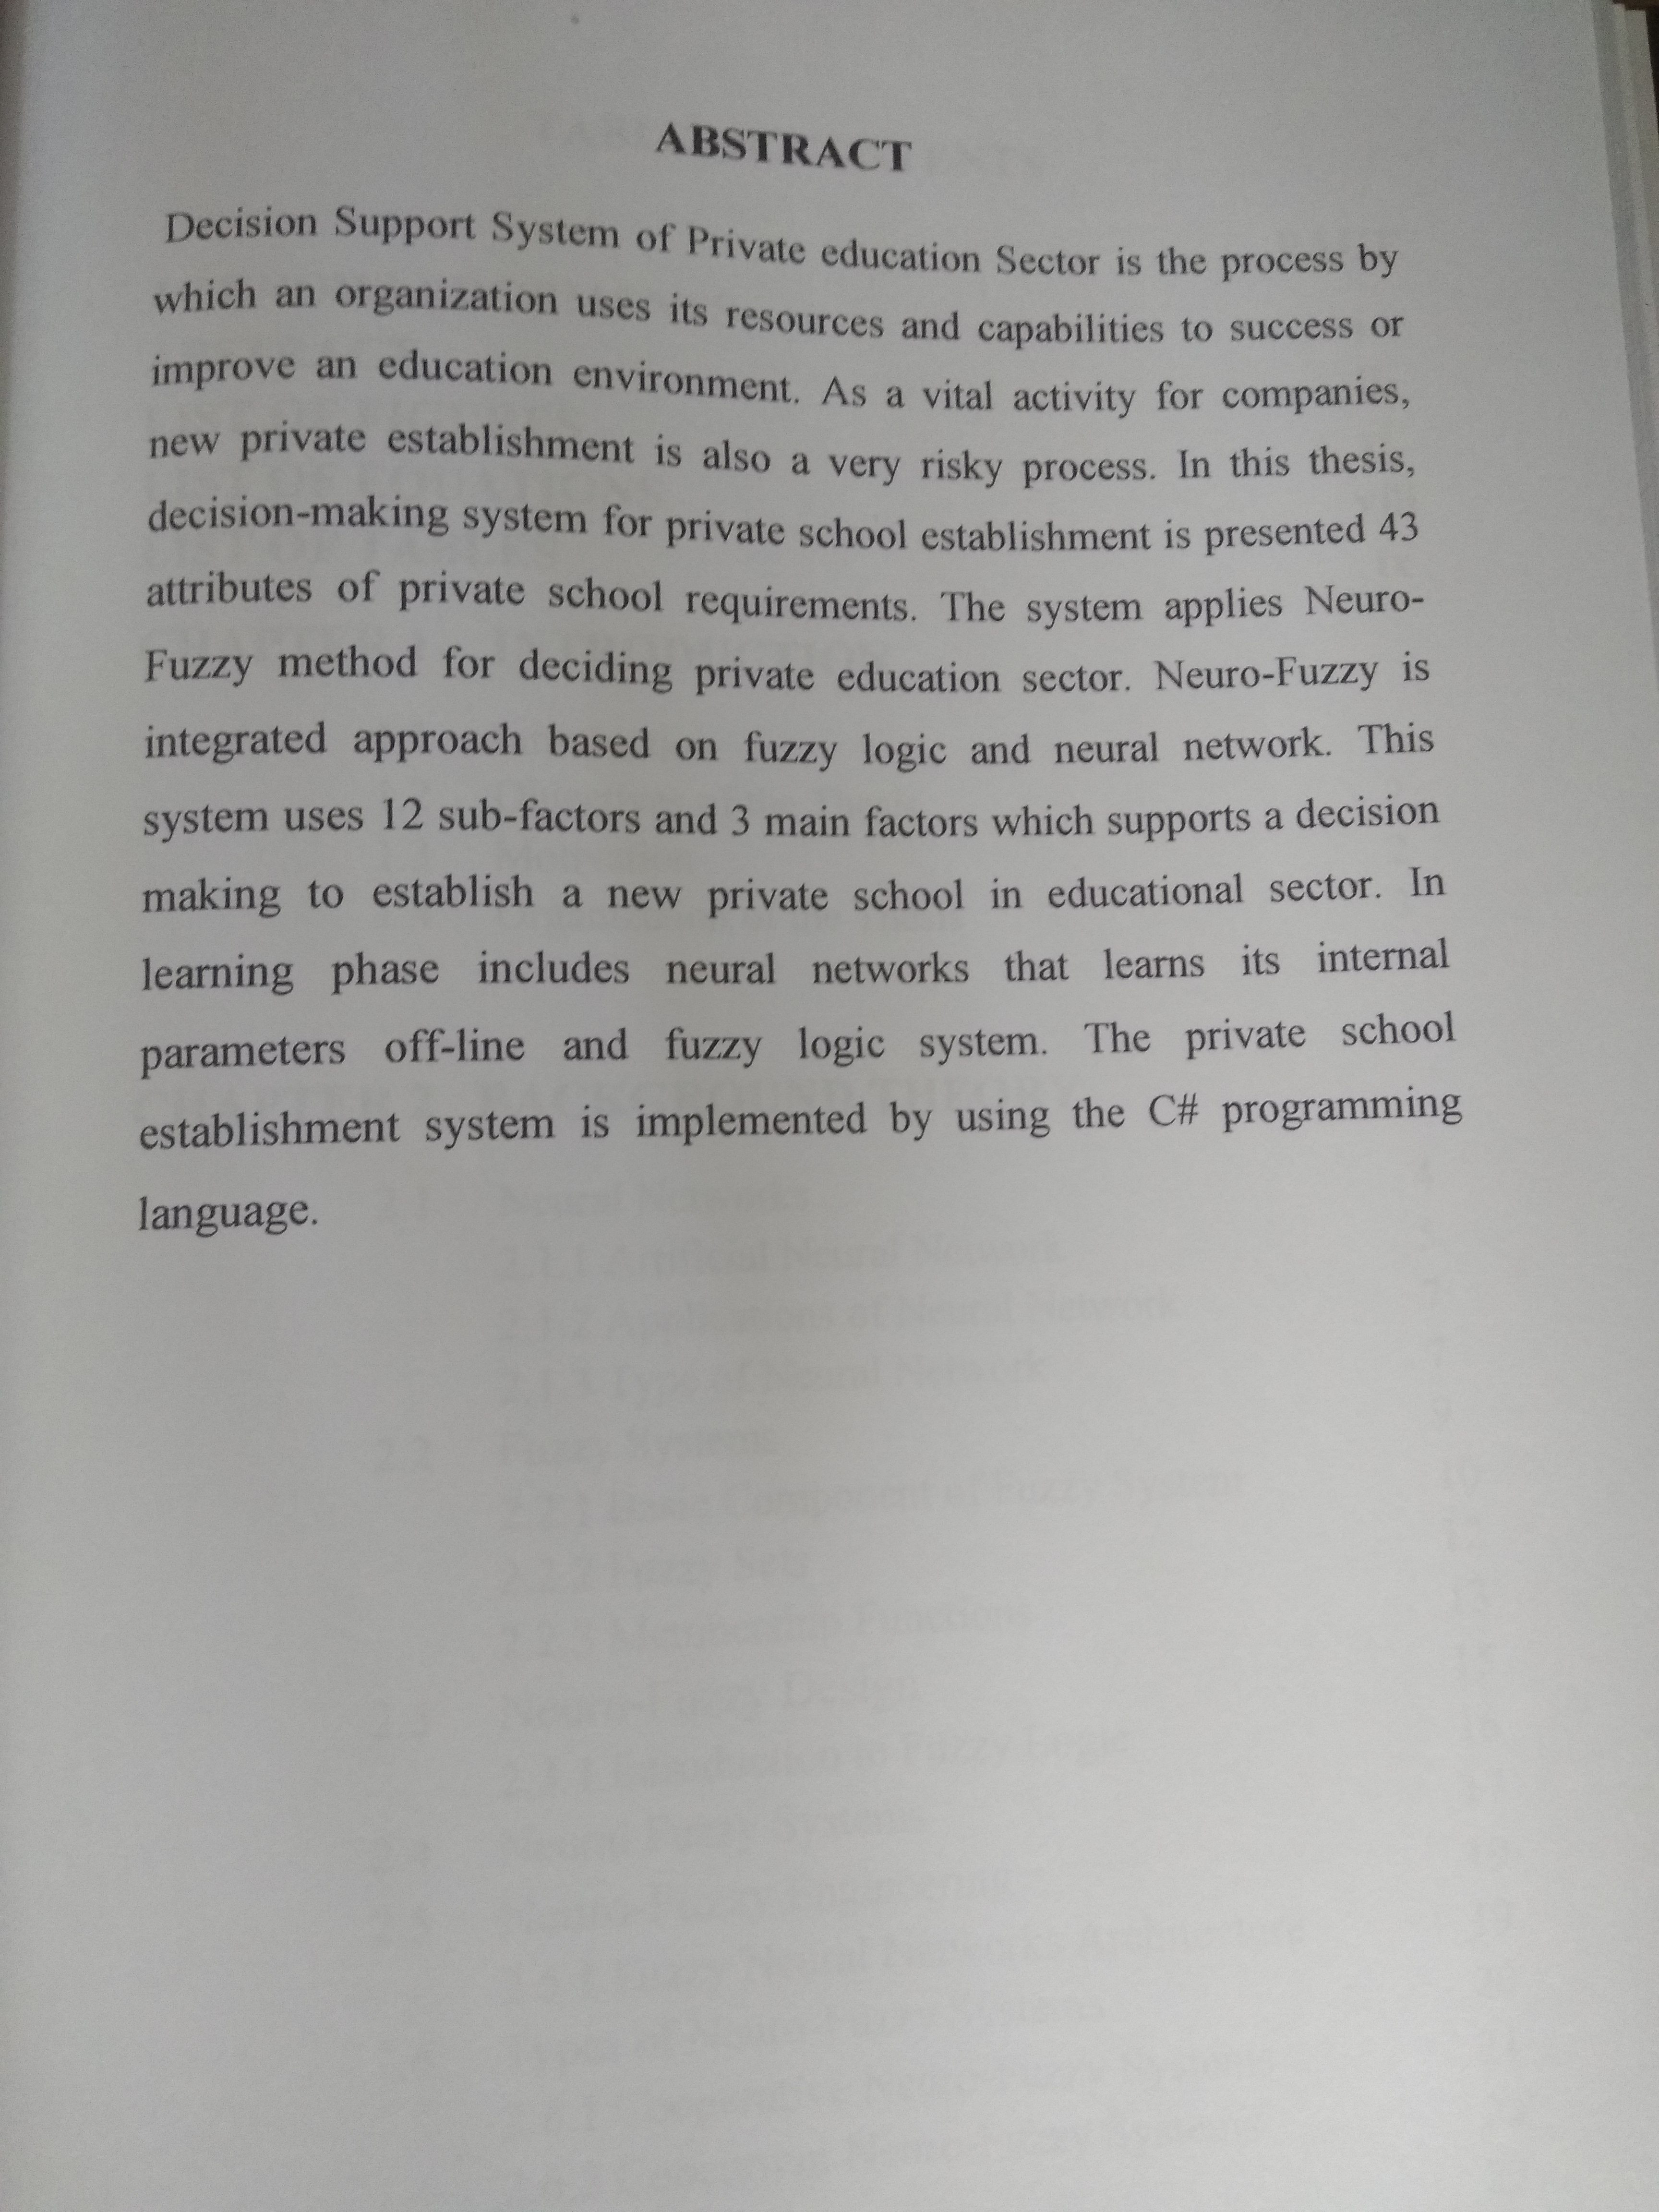 ABSTRACT
Decision Support System of Private education Sector is the process by
which an organization uses its resources and capabilities to success or
improve an education environment. As a vital activity for companies,
new private establishment is also a very risky process. In this thesis,
decision-making system for private school establishment is presented 43
attributes of private school requirements. The system applies Neuro-
Fuzzy method for deciding private education sector. Neuro-Fuzzy is
integrated approach based on fuzzy logic and neural network. This
system uses 12 sub-factors and 3 main factors which supports a decision
making to establish a new private school in educational sector. In
learning phase includes neural networks that learns its internal
parameters off-line and fuzzy logic system. The private school
establishment system is implemented by using the C# programming
language.